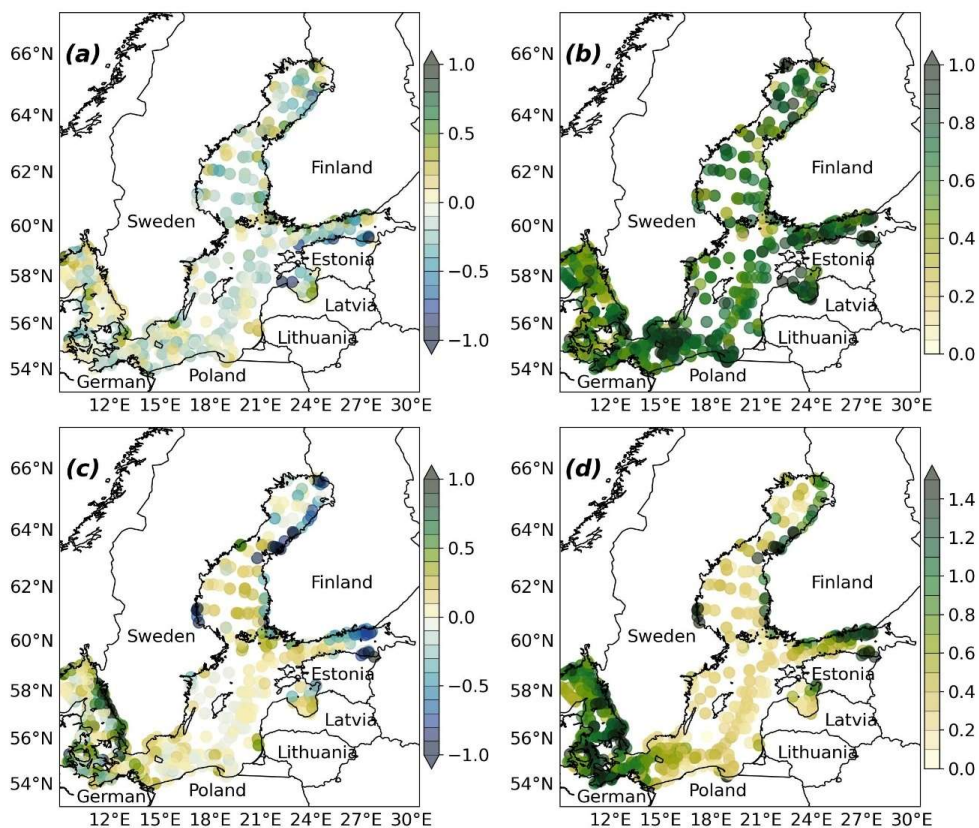 (a)
66°N
64°N
62°N
60°N
58°N
56°N
54°N
Finland
Sweden
Estonia
Latvia
Lithuania
Poland
German
12°E 15°E 18°E 21°E 24°E 27°E 30°E
1.0
0.5
0.0
−0.5
−1.0
(b)
66°N
64°N
62°N
60°N
58°N
56°N
54°N
Finland
Sweden
Estonia
Latvia
Lithuania
Poland
German
12°E 15°E 18°E 21°E 24°E 27°E 30°E
1.0
0.8
0.6
0.4
0.2
0.0
(c)
66°N
64°N
62°N
60°N
58°N
56°N
54°N
Finland
Sweden
Estonia
Latvia
Lithuania
Poland
German
12°E 15°E 18°E 21°E 24°E 27°E 30°E
1.0
0.5
0.0
−0.5
−1.0
(d)
66°N
64°N
62°N
60°N
58°N
56°N
54°N
Finland
Sweden
Estonia
Latvia
Lithuania
Poland
German
12°E 15°E 18°E 21°E 24°E 27°E 30°E
1.4
1.2
1.0
0.8
0.6
0.4
0.2
0.0